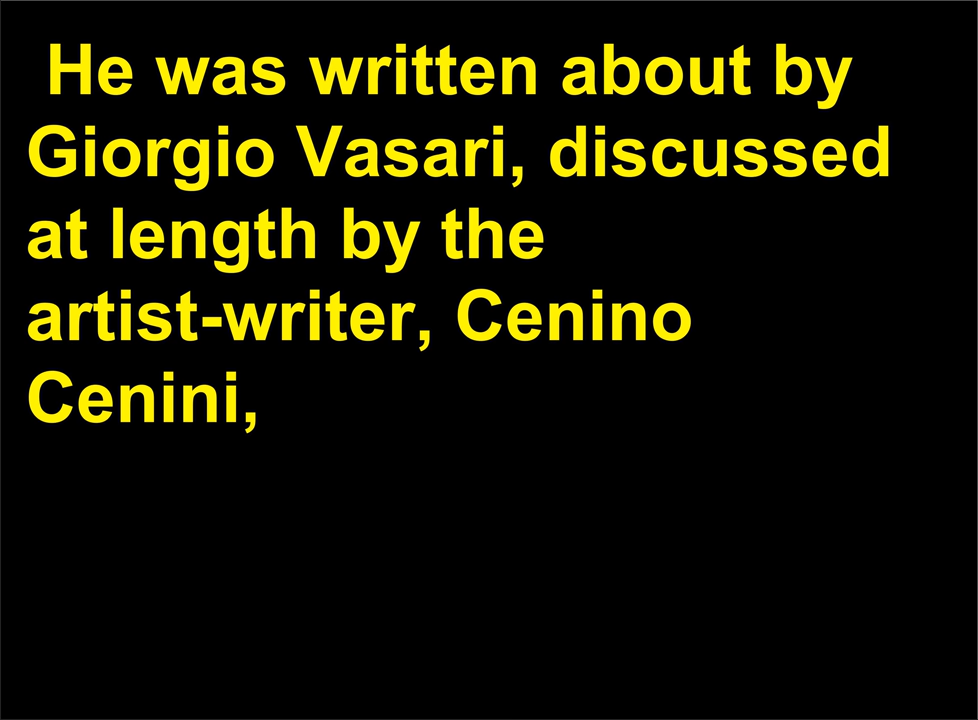 He was written about by
Giorgio Vasari, discussed
at length by the
artist-writer, Cenino
Cenini,